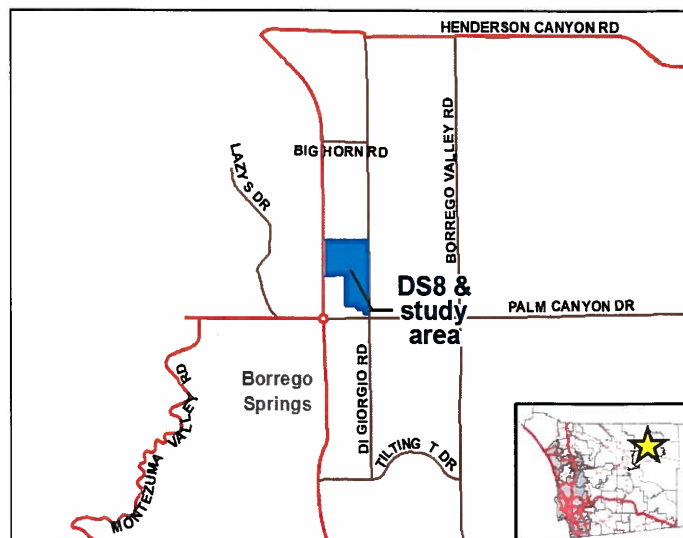 HENDERSON CANYON RD
BIG HORN RD
LAZY S DR
BORREGO VALLEY RD
DS8 &
study
area
PALM CANYON DR
Borrego
Springs
DI GIORGIO RD
MONTEZUMA VALLEY RD
TILTING T DR